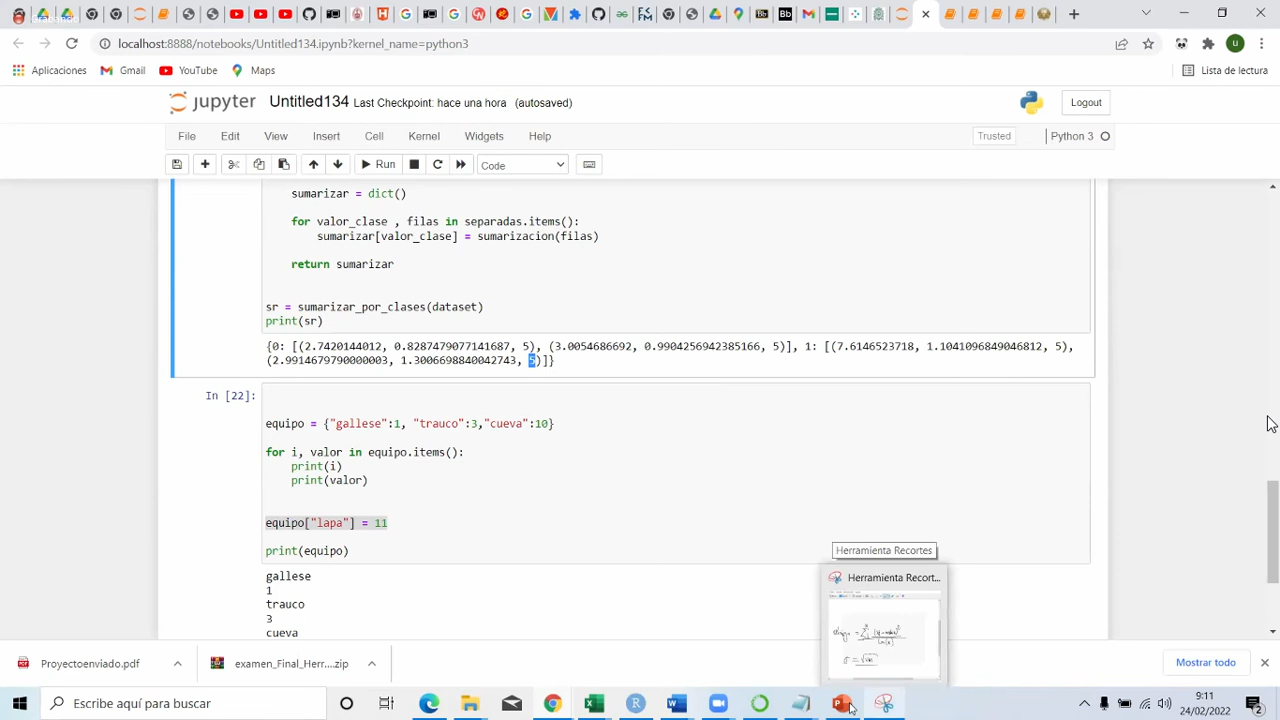 Grabando
localhost:8888/notebooks/Untitled134.ipynb?kernel_name=python3
Aplicaciones
Gmail
YouTube
Maps
Lista de lectura
jupyter
Untitled134 Last Checkpoint: hace una hora (autosaved)
Logout
File
Edit
View
Insert
Cell
Kernel
Widgets
Help
Trusted
Python 3
Run
Code
sumarizar = dict()
for valor_clase , filas in separadas.items():
sumarizar[valor_clase] = sumarizacion(filas)
return sumarizar
sr = sumarizar_por_clases(dataset)
print(sr)
{0: [(2.7420144012, 0.8287479077141687, 5), (3.0054686692, 0.9904256942385166, 5)], 1: [(7.6146523718, 1.1041096849046812, 5),
(2.9914679790000003, 1.3006698840042743, 5)]}
In [22]:
equipo = {"gallese":1, "trauco":3,"cueva":10}
for i, valor in equipo.items():
print(i)
print(valor)
equipo["lapa"] = 11
print(equipo)
gallese
1
trauco
3
cueva
Herramienta Recortes
Herramienta Recort...
Proyectoenviado.pdf
examen_Final_Herr....zip
Mostrar todo
Escribe aquí para buscar
9:11
24/02/2022
2